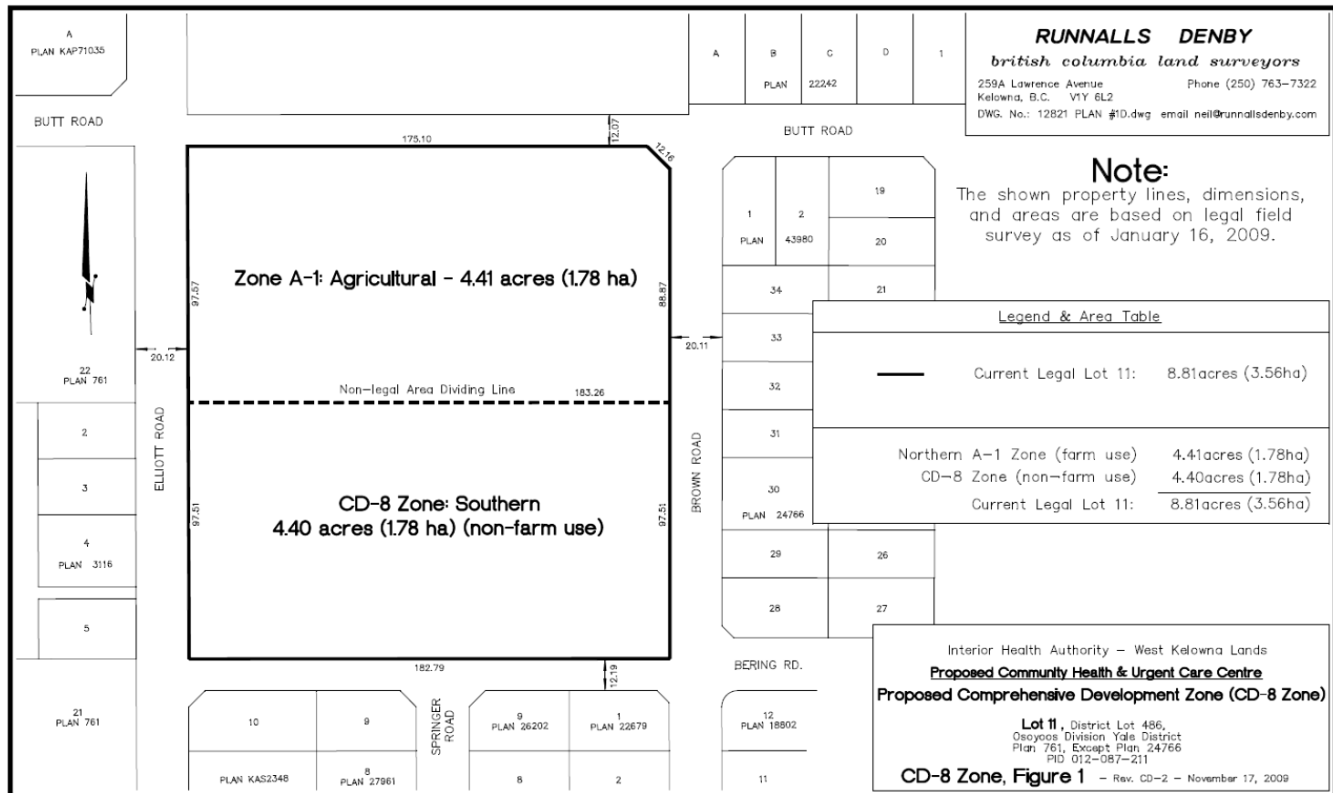 A
PLAN KAP71035
A
B
C
D
1
PLAN 22242
RUNNALLS DENBY
british columbia land surveyors
259A Lawrence Avenue Phone (250) 763-7322
Kelowna, B.C. V1Y 6L2
DWG. No.: 12821 PLAN #1D.dwg email neil@runnallsdenby.com
BUTT ROAD
BUTT ROAD
175.10
12.07
12.16
Note:
The shown property lines, dimensions,
and areas are based on legal field
survey as of January 16, 2009.
1
2
PLAN 43980
19
20
21
34
33
32
31
30
PLAN 24766
29
28
26
27
Zone A-1: Agricultural - 4.41 acres (1.78 ha)
97.57
88.87
20.12
20.11
Non-legal Area Dividing Line 183.26
22
PLAN 761
2
3
4
PLAN 3116
5
21
PLAN 761
ELLIOTT ROAD
BROWN ROAD
CD-8 Zone: Southern
4.40 acres (1.78 ha) (non-farm use)
97.51
97.51
182.79
12.19
Legend & Area Table
Current Legal Lot 11: 8.81acres (3.56ha)
Northern A-1 Zone (farm use) 4.41acres (1.78ha)
CD-8 Zone (non-farm use) 4.40acres (1.78ha)
Current Legal Lot 11: 8.81acres (3.56ha)
BERING RD.
10
9
PLAN KAS2348
8
PLAN 27961
SPRINGER
ROAD
9
PLAN 26202
1
PLAN 22679
8
2
12
PLAN 18802
11
Interior Health Authority - West Kelowna Lands
Proposed Community Health & Urgent Care Centre
Proposed Comprehensive Development Zone (CD-8 Zone)
Lot 11, District Lot 486,
Osoyoos Division Yale District
Plan 761, Except Plan 24766
PID 012-087-211
CD-8 Zone, Figure 1 - Rev. CD-2 - November 17, 2009